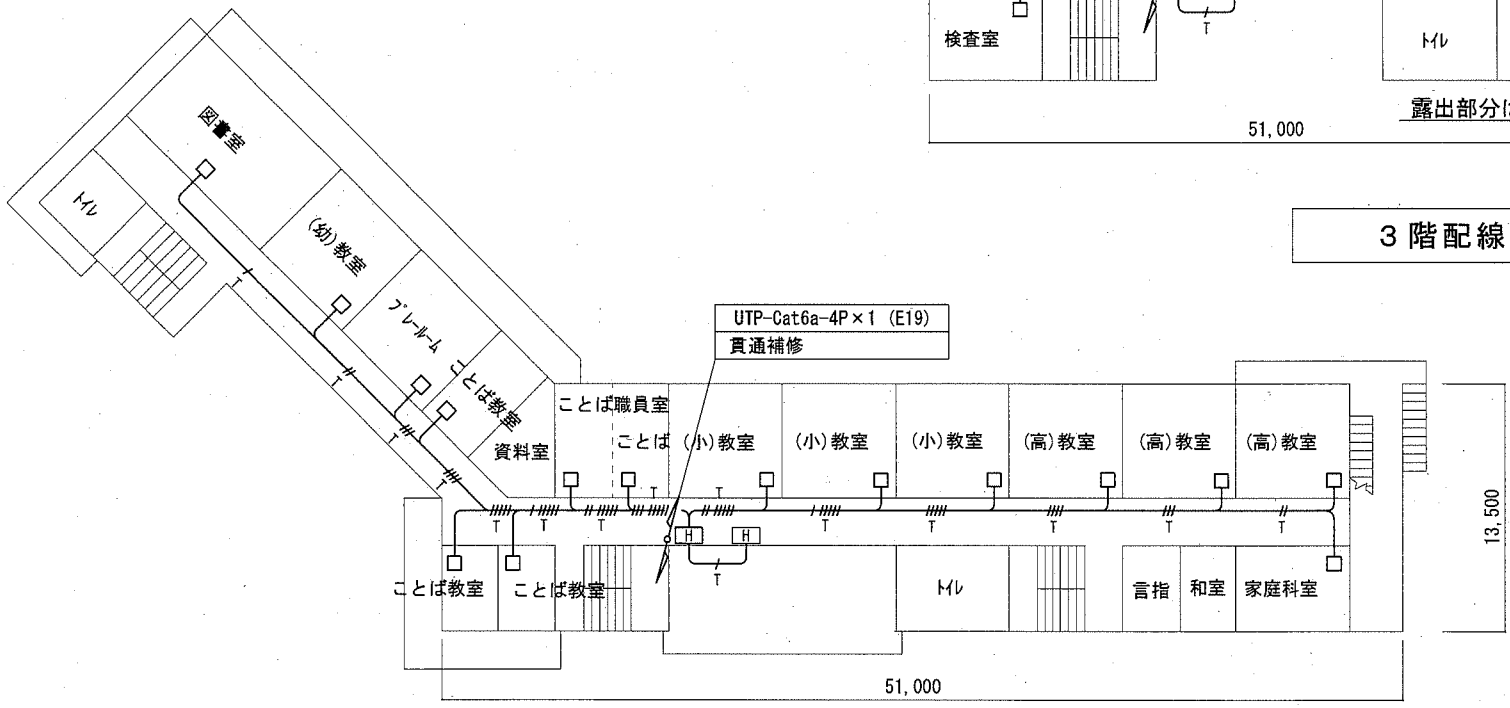 検査室
T
トイレ
51,000
露出部分
3階配線
図書室
トイレ
(幼)教室
プレールーム
ことば教室
資料室
T
T
T
T
UTP-Cat6a-4P×1 (E19)
貫通補修
ことば職員室
ことば
(小)教室
(小)教室
(小)教室
(高)教室
(高)教室
(高)教室
T
T
T
T
T
T
T
T
T
T
H
H
T
ことば教室
ことば教室
トイレ
言指
和室
家庭科室
13,500
51,000